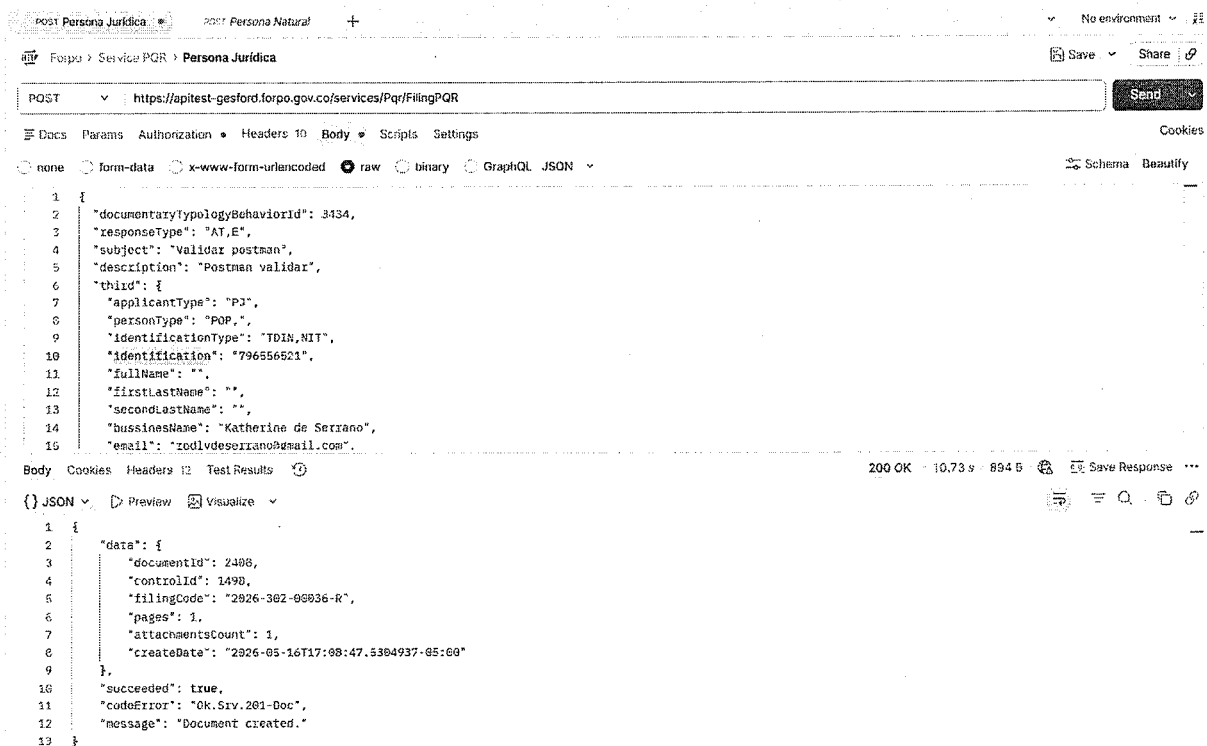 POST Persona Jurídica POST Persona Natural + No environment
Forpo > Service PQR > Persona Jurídica Save Share
POST https://apitest-gesford.forpo.gov.co/services/Pqr/FilingPQR Send
Docs Params Authorization Headers 10 Body Scripts Settings Cookies
none form-data x-www-form-urlencoded raw binary GraphQL JSON Schema Beautify
1 {
2 "documentaryTypologyBehaviorId": 3434,
3 "responseType": "AT,E",
4 "subject": "Validar postman",
5 "description": "Postman validar",
6 "third": {
7 "applicantType": "PJ",
8 "personType": "POP,",
9 "identificationType": "TDIN,NIT",
10 "identification": "796556521",
11 "fullName": "",
12 "firstLastName": "",
13 "secondLastName": "",
14 "bussinesName": "Katherine de Serrano",
15 "email":
Body Cookies Headers 12 Test Results 200 OK 10.73 s 894 B Save Response
{} JSON Preview Visualize
1 {
2 "data": {
3 "documentId": 2408,
4 "controlId": 1498,
5 "filingCode": "2026-302-00036-R",
6 "pages": 1,
7 "attachmentsCount": 1,
8 "createDate": "2026-05-16T17:08:47.5304937-05:00"
9 },
10 "succeeded": true,
11 "codeError": "Ok.Srv.201-Doc",
12 "message": "Document created."
13 }